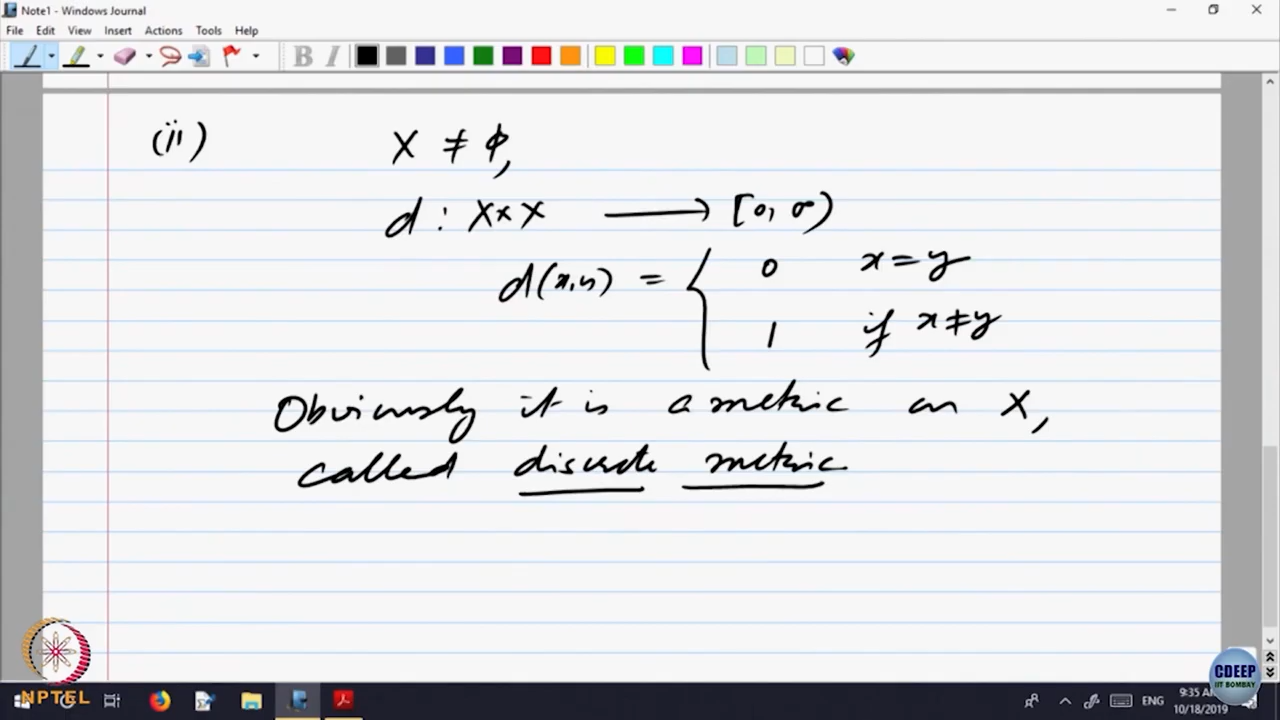 Note1 - Windows Journal
File Edit View Insert Actions Tools Help
B I
(ii) X ≠ φ,
d : X×X ⟶ [0, ∞)
d(x,y) = { 0 x = y
1 if x ≠ y
Obviously it is a metric on X,
called discrete metric
NPTEL
CDEEP
IIT BOMBAY
ENG
9:35 AM
10/18/2019